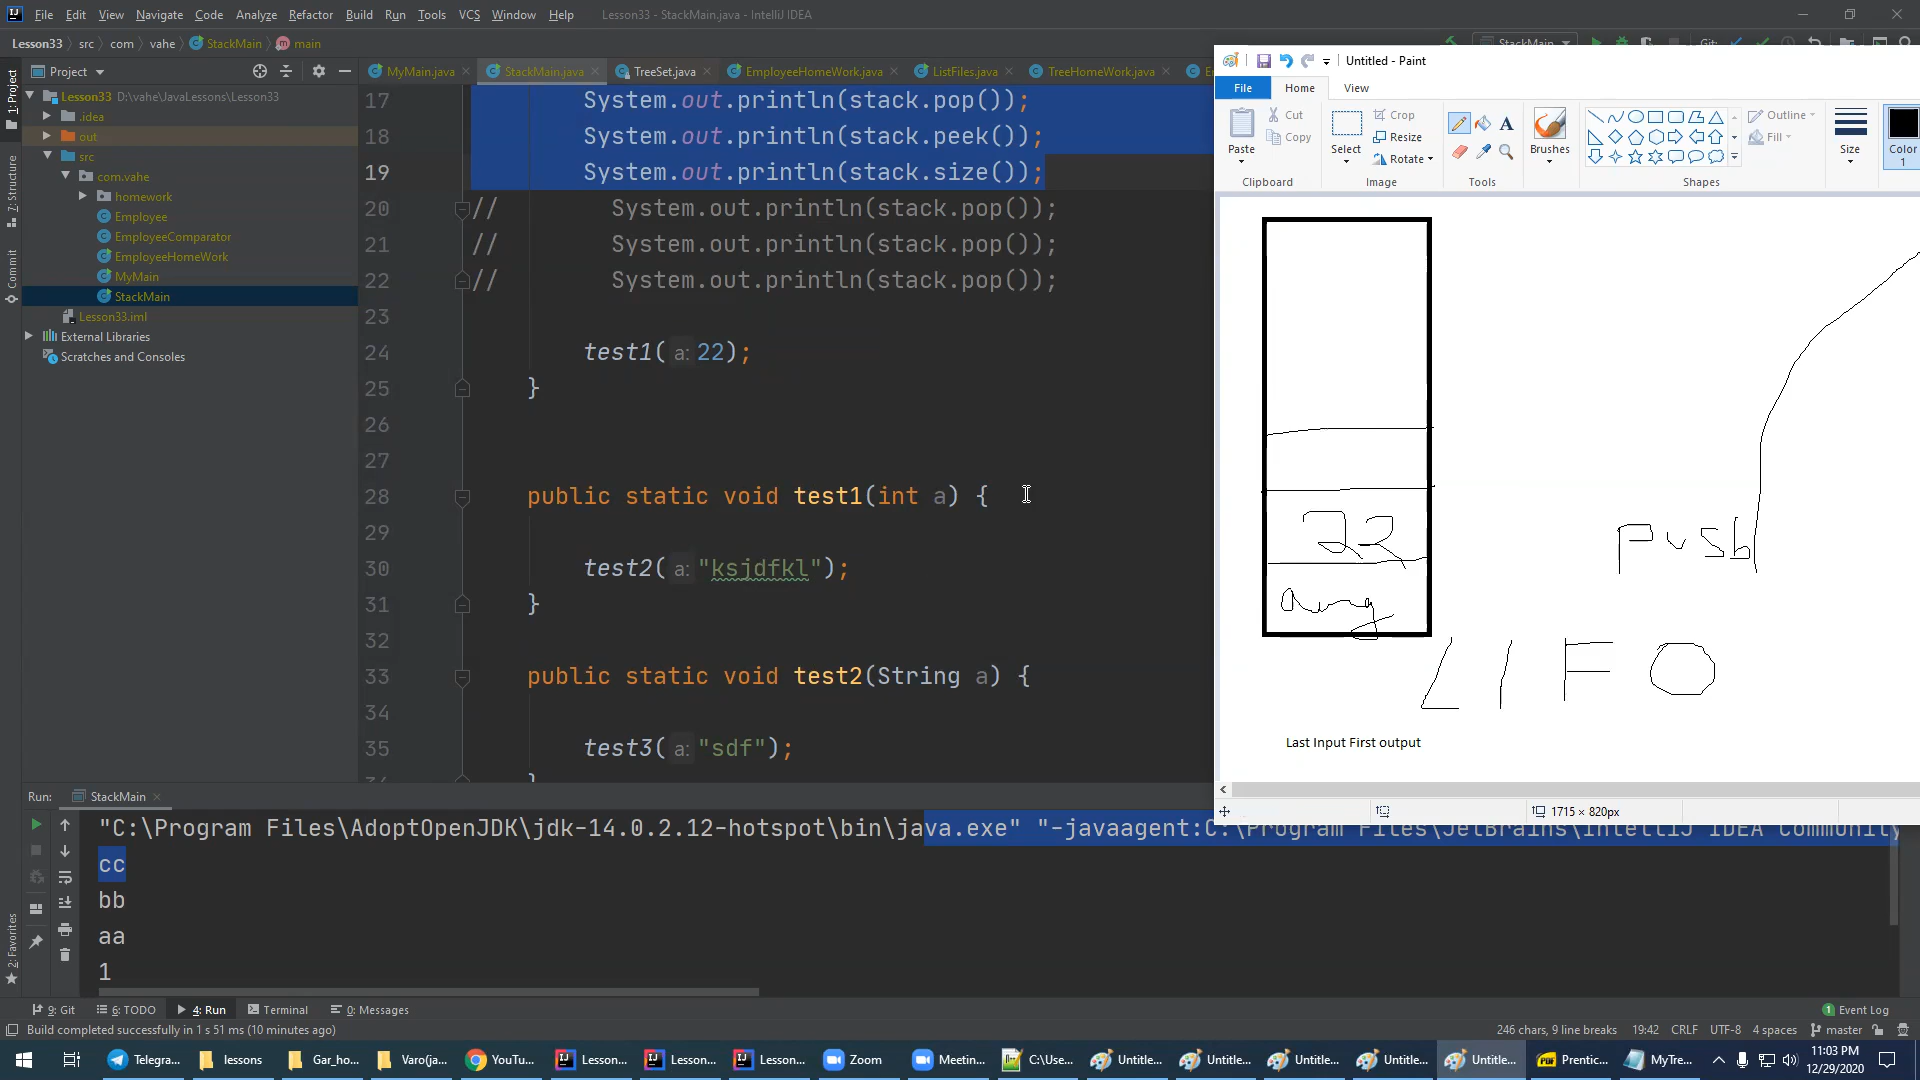 File Edit View Navigate Code Analyze Refactor Build Run Tools VCS Window Help Lesson33 - StackMain.java - IntelliJ IDEA
Lesson33 src com vahe StackMain main
StackMain Git:
Project
MyMain.java StackMain.java TreeSet.java EmployeeHomeWork.java ListFiles.java TreeHomeWork.java
1: Project
7: Structure
Commit
2: Favorites
Lesson33 D:\vahe\JavaLessons\Lesson33
.idea
out
src
com.vahe
homework
Employee
EmployeeComparator
EmployeeHomeWork
MyMain
StackMain
Lesson33.iml
External Libraries
Scratches and Consoles
17 System.out.println(stack.pop());
18 System.out.println(stack.peek());
19 System.out.println(stack.size());
20 // System.out.println(stack.pop());
21 // System.out.println(stack.pop());
22 // System.out.println(stack.pop());
23
24 test1( a: 22);
25 }
26
27
28 public static void test1(int a) {
29
30 test2( a: "ksjdfkl");
31 }
32
33 public static void test2(String a) {
34
35 test3( a: "sdf");
}
Untitled - Paint
File Home View
Paste Cut Copy
Clipboard
Select Crop Resize Rotate
Image
Tools
Brushes
Outline Fill
Shapes
Size
Color 1
22
arg
push
LIFO
Last Input First output
1715 × 820px
Run: StackMain
"C:\Program Files\AdoptOpenJDK\jdk-14.0.2.12-hotspot\bin\java.exe" "-javaagent:C:\Program Files\JetBrains\IntelliJ IDEA Community
cc
bb
aa
1
9: Git 6: TODO 4: Run Terminal 0: Messages
1 Event Log
Build completed successfully in 1 s 51 ms (10 minutes ago)
246 chars, 9 line breaks 19:42 CRLF UTF-8 4 spaces master
Telegra... lessons Gar_ho... Varo(ja... YouTu... Lesson... Lesson... Lesson... Zoom Meetin... C:\Use... Untitle... Untitle... Untitle... Untitle... Untitle... Prentic... MyTre...
11:03 PM
12/29/2020